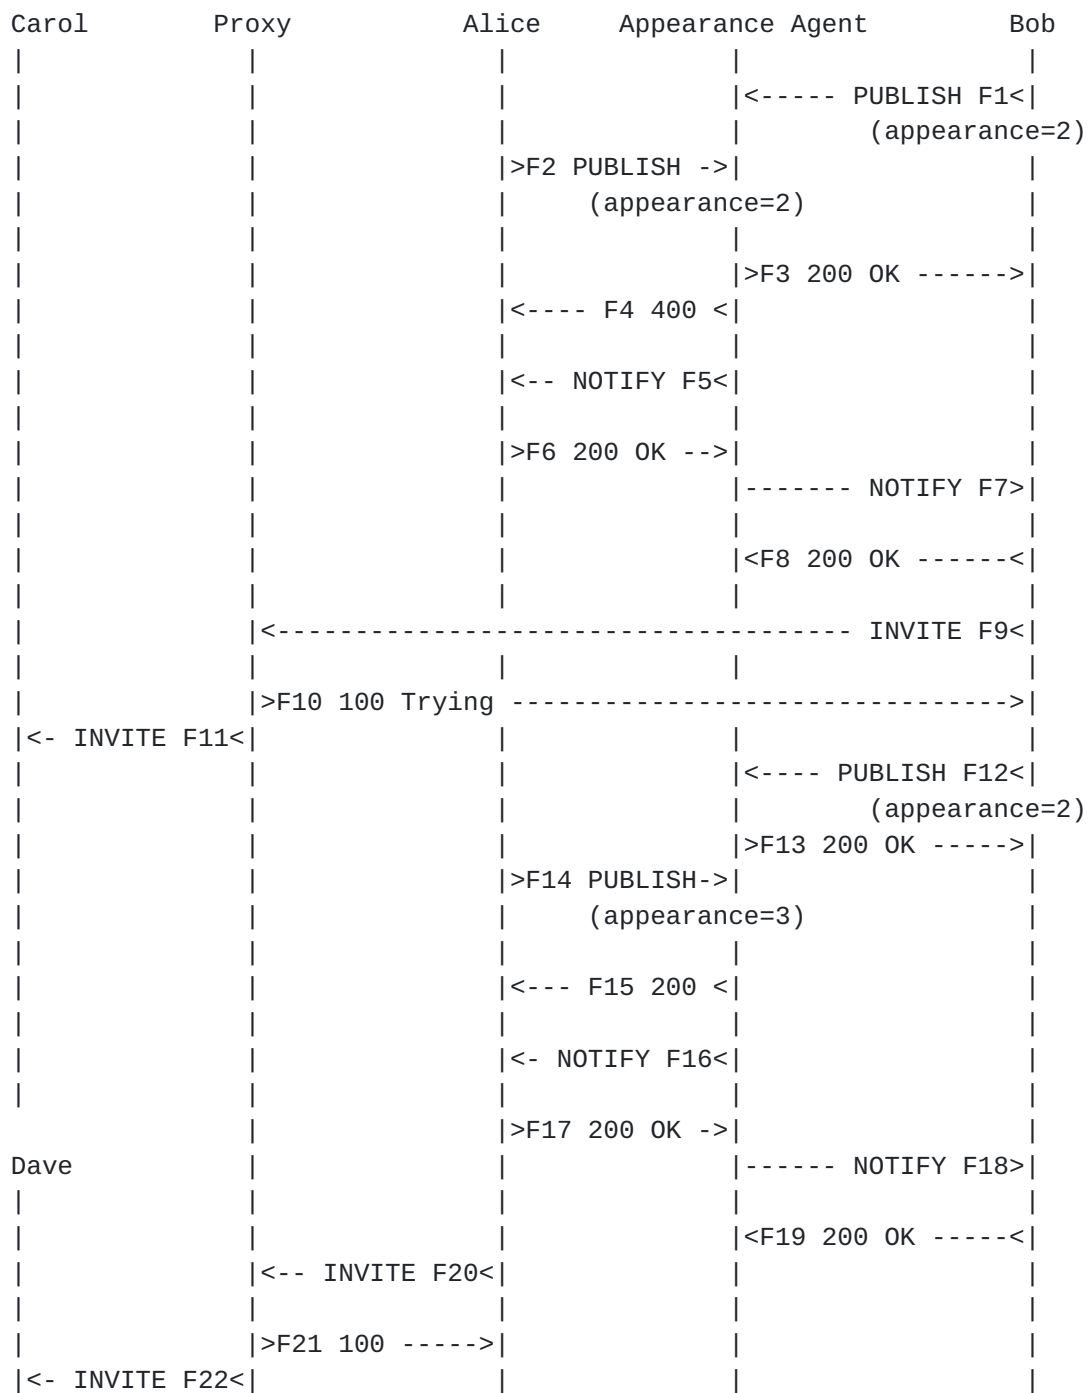 Carol        Proxy           Alice     Appearance Agent         Bob
|              |               |              |                  |
|              |               |              |<----- PUBLISH F1<|
|              |               |              |        (appearance=2)
|              |               |>F2 PUBLISH ->|                  |
|              |               |     (appearance=2)              |
|              |               |              |                  |
|              |               |              |>F3 200 OK ------>|
|              |               |<---- F4 400 <|                  |
|              |               |              |                  |
|              |               |<-- NOTIFY F5<|                  |
|              |               |              |                  |
|              |               |>F6 200 OK -->|                  |
|              |               |              |------- NOTIFY F7>|
|              |               |              |                  |
|              |               |              |<F8 200 OK ------<|
|              |               |              |                  |
|              |<------------------------------------- INVITE F9<|
|              |               |              |                  |
|              |>F10 100 Trying -------------------------------->|
|<- INVITE F11<|               |              |                  |
|              |               |              |<---- PUBLISH F12<|
|              |               |              |        (appearance=2)
|              |               |              |>F13 200 OK ----->|
|              |               |>F14 PUBLISH->|                  |
|              |               |     (appearance=3)              |
|              |               |              |                  |
|              |               |<--- F15 200 <|                  |
|              |               |              |                  |
|              |               |<- NOTIFY F16<|                  |
|              |               |              |                  |
               |               |>F17 200 OK ->|                  |
Dave           |               |              |------ NOTIFY F18>|
|              |               |              |                  |
|              |               |              |<F19 200 OK -----<|
|              |<-- INVITE F20<|              |                  |
|              |               |              |                  |
|              |>F21 100 ----->|              |                  |
|<- INVITE F22<|               |              |                  |